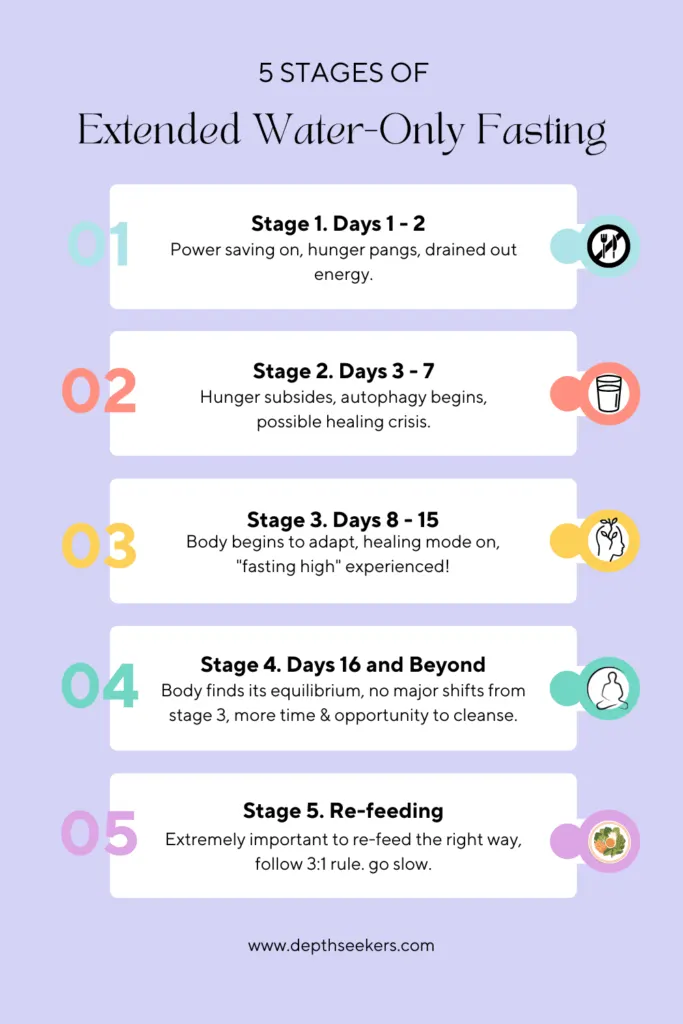 5 STAGES OF
Extended Water-Only Fasting
01
Stage 1. Days 1 - 2
Power saving on, hunger pangs, drained out
energy.
02
Stage 2. Days 3 - 7
Hunger subsides, autophagy begins,
possible healing crisis.
03
Stage 3. Days 8 - 15
Body begins to adapt, healing mode on,
"fasting high" experienced!
04
Stage 4. Days 16 and Beyond
Body finds its equilibrium, no major shifts from
stage 3, more time & opportunity to cleanse.
05
Stage 5. Re-feeding
Extremely important to re-feed the right way,
follow 3:1 rule. go slow.
www.depthseekers.com